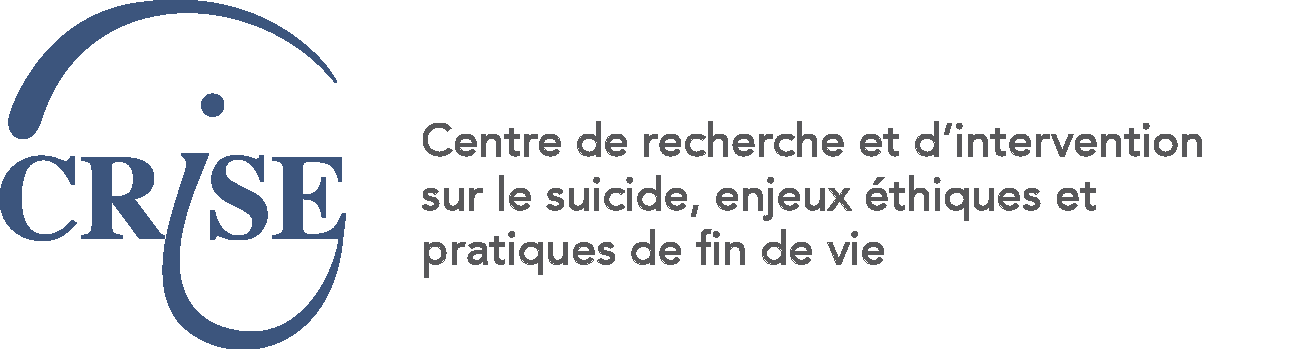 CRiSE
Centre de recherche et d’intervention
sur le suicide, enjeux éthiques et
pratiques de fin de vie